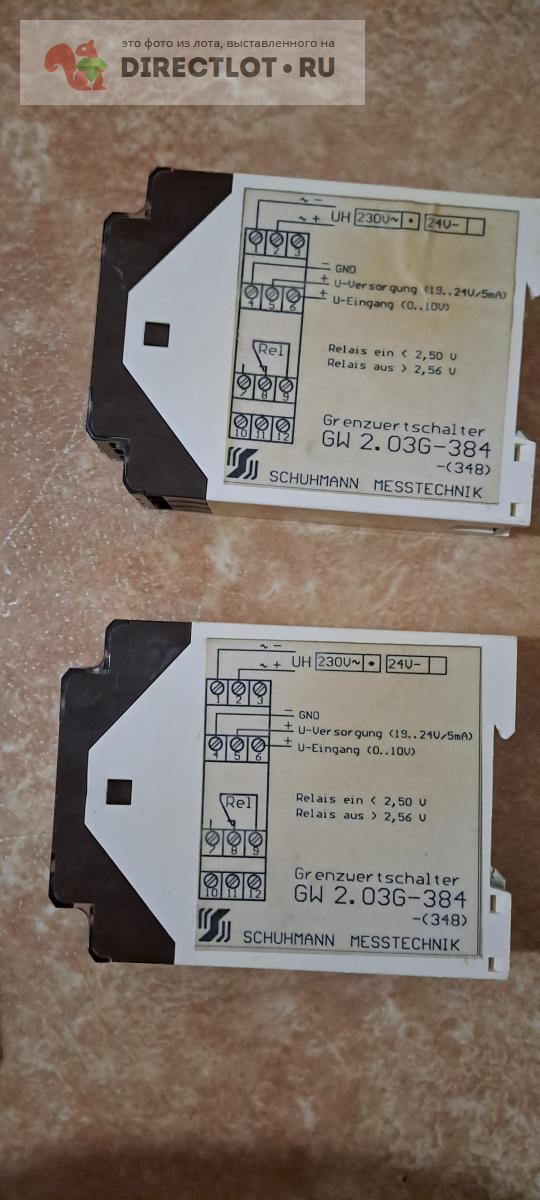 это фото из лота, выставленного на
DIRECTLOT•RU
~ -
~ + UH 230V~ • 24V-
1 2 3
- GND
+ U-Versorgung (19..24V/5mA)
4 5 6 + U-Eingang (0..10V)
Rel
Relais ein < 2,50 V
Relais aus > 2,56 V
7 8 9
10 11 12
Grenzwertschalter
GW 2.03G-384
-(348)
SCHUHMANN MESSTECHNIK
~ -
~ + UH 230V~ • 24V-
1 2 3
- GND
+ U-Versorgung (19..24V/5mA)
4 5 6 + U-Eingang (0..10V)
Rel
Relais ein < 2,50 V
Relais aus > 2,56 V
7 8 9
10 11 12
Grenzwertschalter
GW 2.03G-384
-(348)
SCHUHMANN MESSTECHNIK